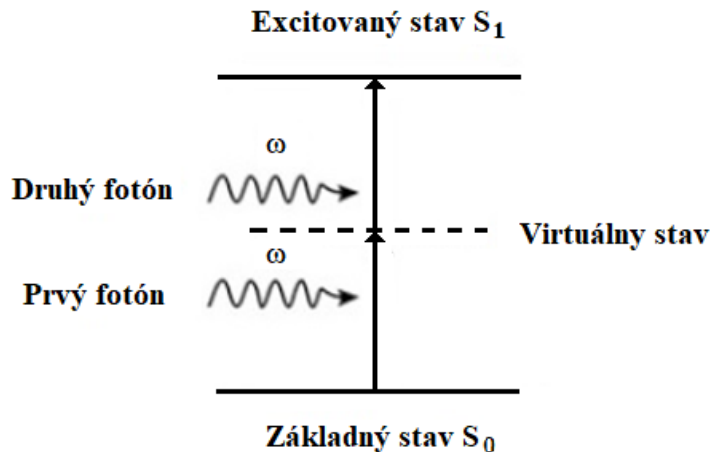 Excitovaný stav S₁
ω
Druhý fotón
Virtuálny stav
ω
Prvý fotón
Základný stav S₀